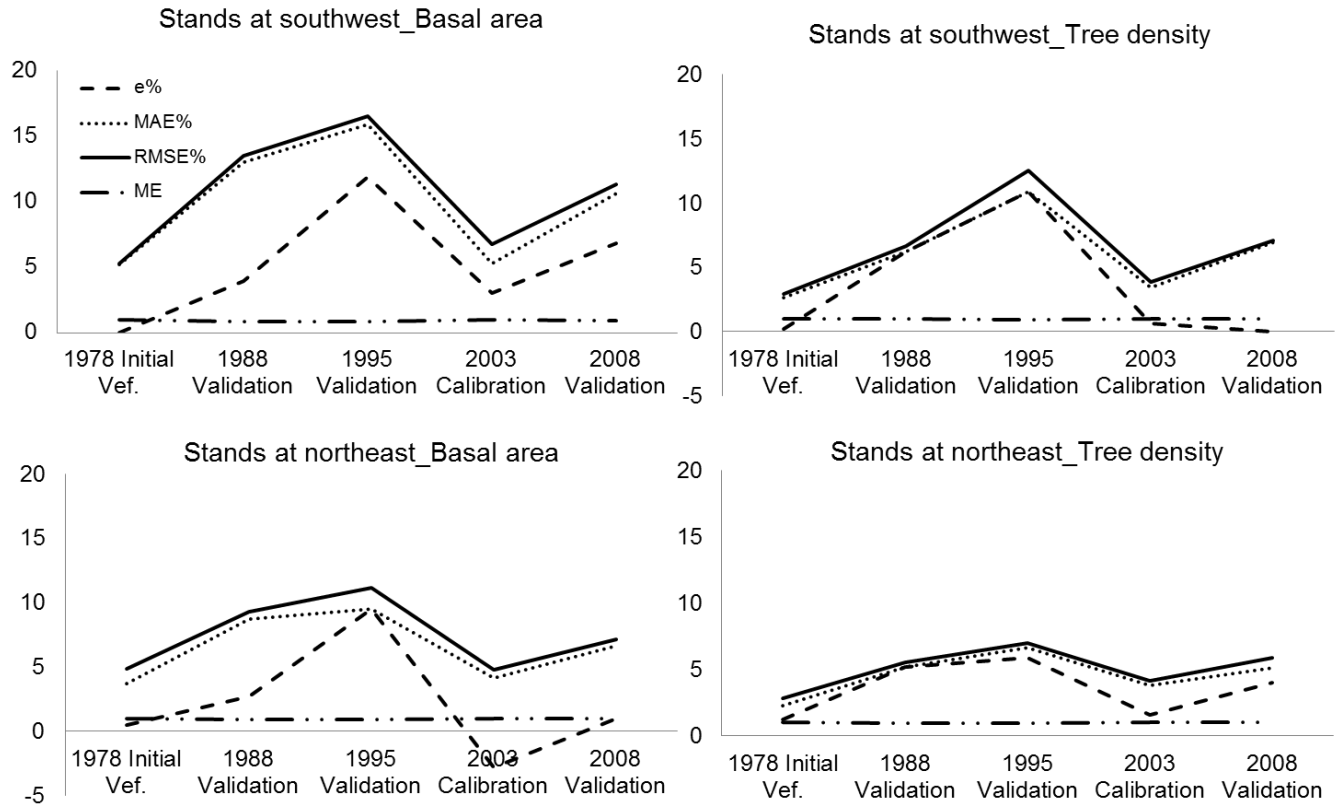 Stands at southwest_Basal area
20
15
10
5
0
e%
MAE%
RMSE%
ME
1978 Initial Vef.
1988 Validation
1995 Validation
2003 Calibration
2008 Validation
Stands at southwest_Tree density
20
15
10
5
0
-5
1978 Initial Vef.
1988 Validation
1995 Validation
2003 Calibration
2008 Validation
Stands at northeast_Basal area
20
15
10
5
0
-5
1978 Initial Vef.
1988 Validation
1995 Validation
2003 Calibration
2008 Validation
Stands at northeast_Tree density
20
15
10
5
0
1978 Initial Vef.
1988 Validation
1995 Validation
2003 Calibration
2008 Validation